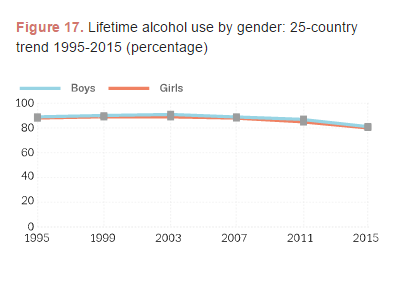 Figure 17. Lifetime alcohol use by gender: 25-country
trend 1995-2015 (percentage)
Boys Girls
100
80
60
40
20
0
1995 1999 2003 2007 2011 2015